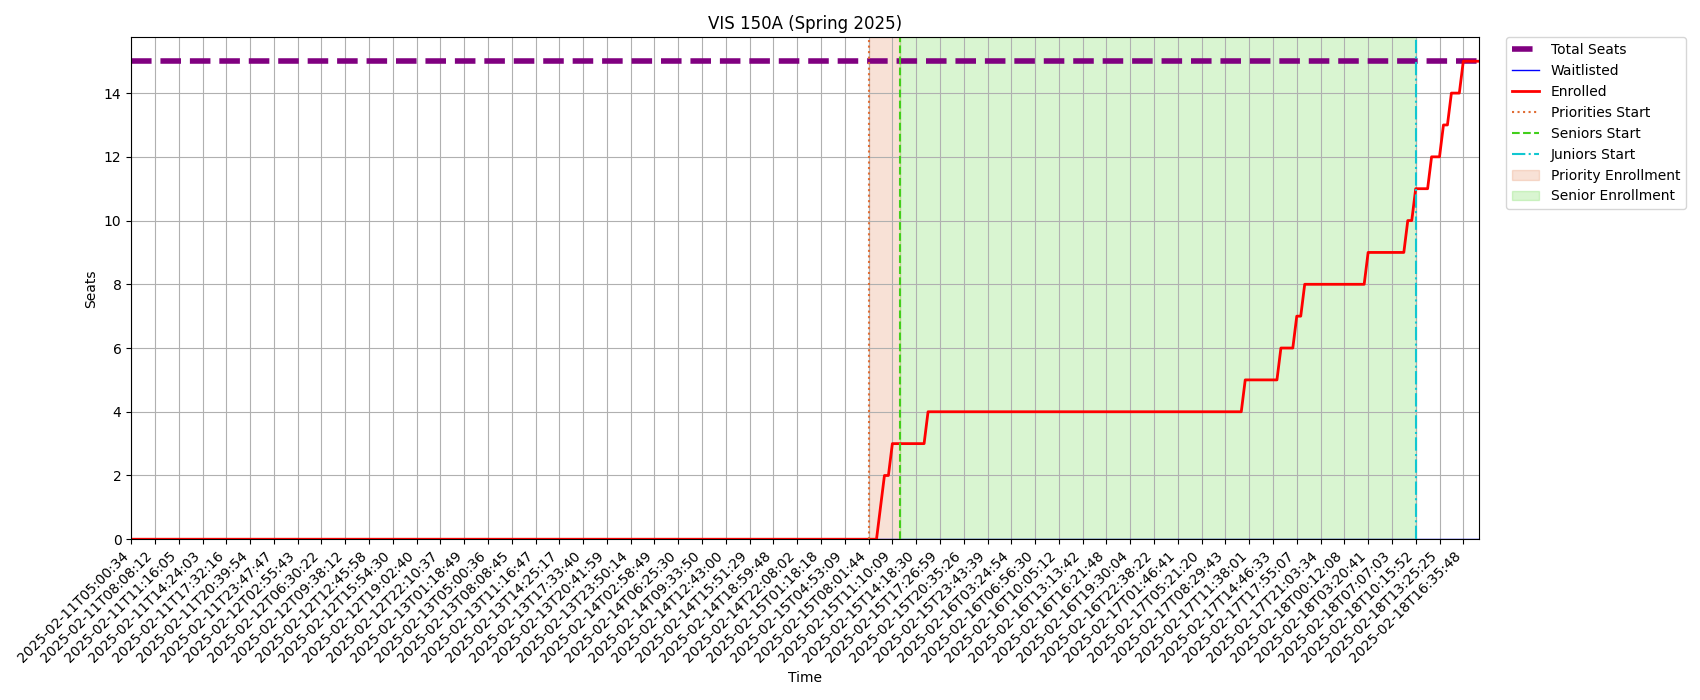 VIS 150A (Spring 2025)
Seats
14
12
10
8
6
4
2
0
2025-02-11T05:00:34
2025-02-11T08:08:12
2025-02-11T11:16:05
2025-02-11T14:24:03
2025-02-11T17:32:16
2025-02-11T20:39:54
2025-02-11T23:47:47
2025-02-12T02:55:43
2025-02-12T06:30:22
2025-02-12T09:38:12
2025-02-12T12:45:58
2025-02-12T15:54:30
2025-02-12T19:02:40
2025-02-12T22:10:37
2025-02-13T01:18:49
2025-02-13T05:00:36
2025-02-13T08:08:45
2025-02-13T11:16:47
2025-02-13T14:25:17
2025-02-13T17:33:40
2025-02-13T20:41:59
2025-02-13T23:50:14
2025-02-14T02:58:49
2025-02-14T06:25:30
2025-02-14T09:33:50
2025-02-14T12:43:00
2025-02-14T15:51:29
2025-02-14T18:59:48
2025-02-14T22:08:02
2025-02-15T01:18:18
2025-02-15T04:53:09
2025-02-15T08:01:44
2025-02-15T11:10:09
2025-02-15T14:18:30
2025-02-15T17:26:59
2025-02-15T20:35:26
2025-02-15T23:43:39
2025-02-16T03:24:54
2025-02-16T06:56:30
2025-02-16T10:05:12
2025-02-16T13:13:42
2025-02-16T16:21:48
2025-02-16T19:30:04
2025-02-16T22:38:22
2025-02-17T01:46:41
2025-02-17T05:21:20
2025-02-17T08:29:43
2025-02-17T11:38:01
2025-02-17T14:46:33
2025-02-17T17:55:07
2025-02-17T21:03:34
2025-02-18T00:12:08
2025-02-18T03:20:41
2025-02-18T07:07:03
2025-02-18T10:15:52
2025-02-18T13:25:25
2025-02-18T16:35:48
Time
Total Seats
Waitlisted
Enrolled
Priorities Start
Seniors Start
Juniors Start
Priority Enrollment
Senior Enrollment